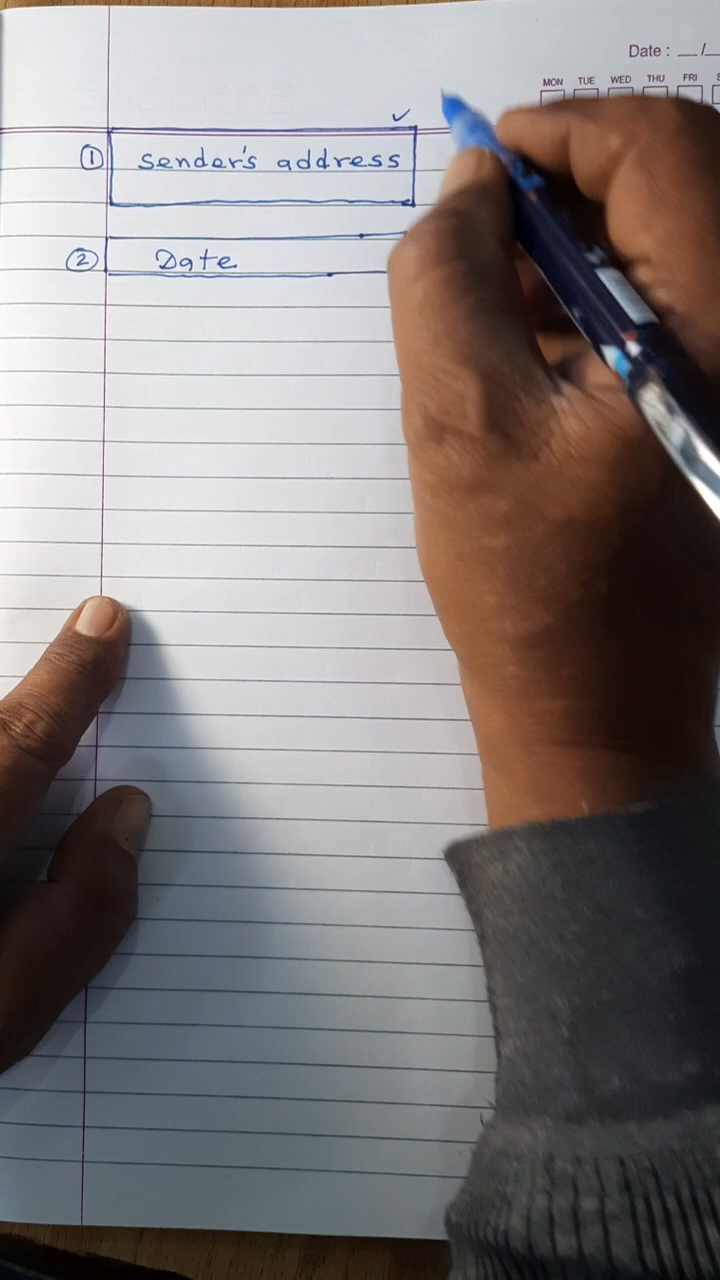 Date : __/__
MON TUE WED THU FRI S
① Sender's address ✓
② Date